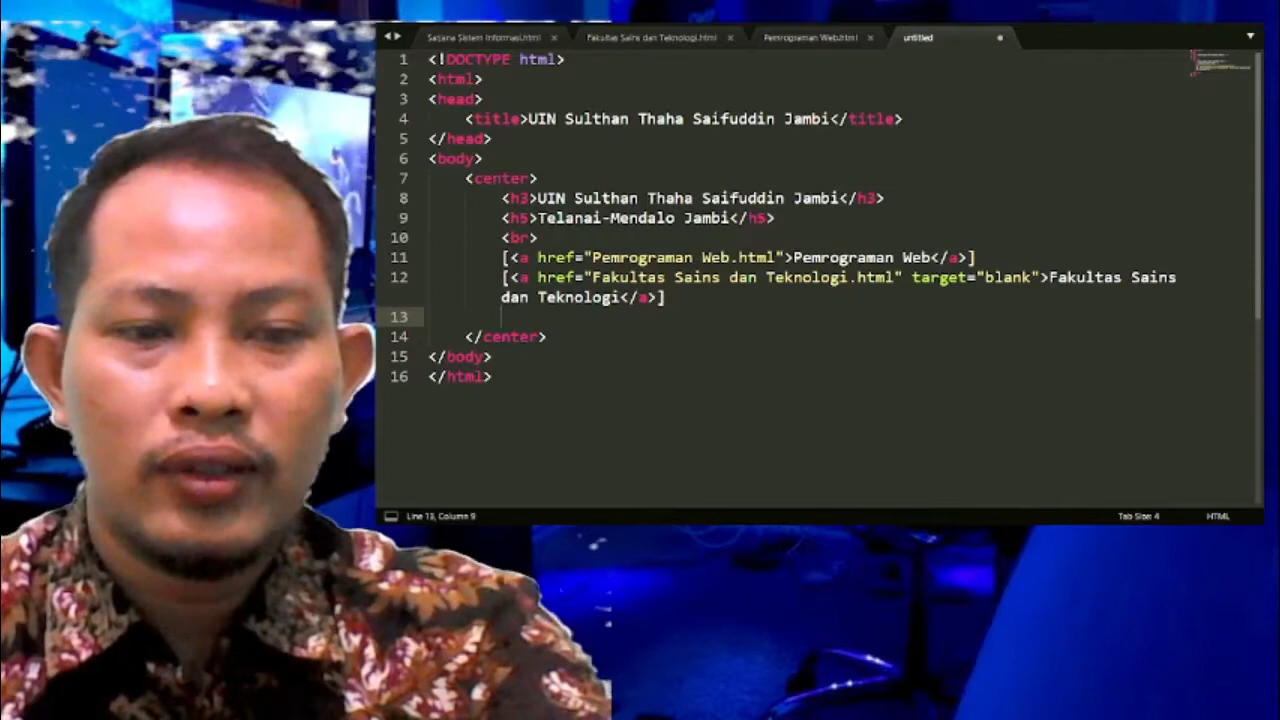 Sarjana Sistem Informasi.html × Fakultas Sains dan Teknologi.html × Pemrograman Web.html × untitled
1 <!DOCTYPE html>
2 <html>
3 <head>
4 <title>UIN Sulthan Thaha Saifuddin Jambi</title>
5 </head>
6 <body>
7 <center>
8 <h3>UIN Sulthan Thaha Saifuddin Jambi</h3>
9 <h5>Telanai-Mendalo Jambi</h5>
10 <br>
11 [<a href="Pemrograman Web.html">Pemrograman Web</a>]
12 [<a href="Fakultas Sains dan Teknologi.html" target="blank">Fakultas Sains
dan Teknologi</a>]
13
14 </center>
15 </body>
16 </html>
Line 13, Column 9 Tab Size: 4 HTML